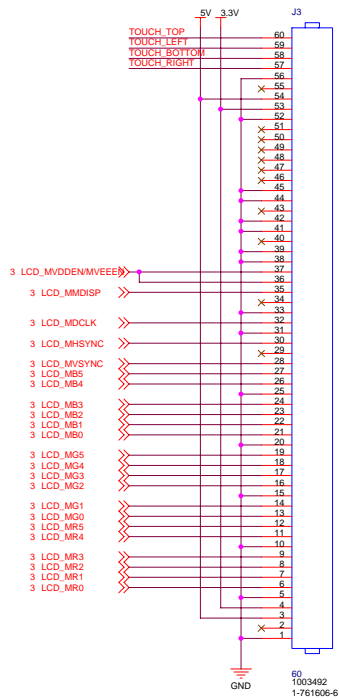 5V 3.3V J3
TOUCH_TOP 60
TOUCH_LEFT 59
TOUCH_BOTTOM 58
TOUCH_RIGHT 57
56
55
54
53
52
51
50
49
48
47
46
45
44
43
42
41
40
39
38
3 LCD_MVDDEN/MVEEEN 37
36
3 LCD_MMDISP 35
34
33
3 LCD_MDCLK 32
31
3 LCD_MHSYNC 30
29
3 LCD_MVSYNC 28
3 LCD_MB5 27
3 LCD_MB4 26
25
3 LCD_MB3 24
3 LCD_MB2 23
3 LCD_MB1 22
3 LCD_MB0 21
20
3 LCD_MG5 19
3 LCD_MG4 18
3 LCD_MG3 17
3 LCD_MG2 16
15
3 LCD_MG1 14
3 LCD_MG0 13
3 LCD_MR5 12
3 LCD_MR4 11
10
3 LCD_MR3 9
3 LCD_MR2 8
3 LCD_MR1 7
3 LCD_MR0 6
5
4
3
2
1
GND
60
1003492
1-761606-6